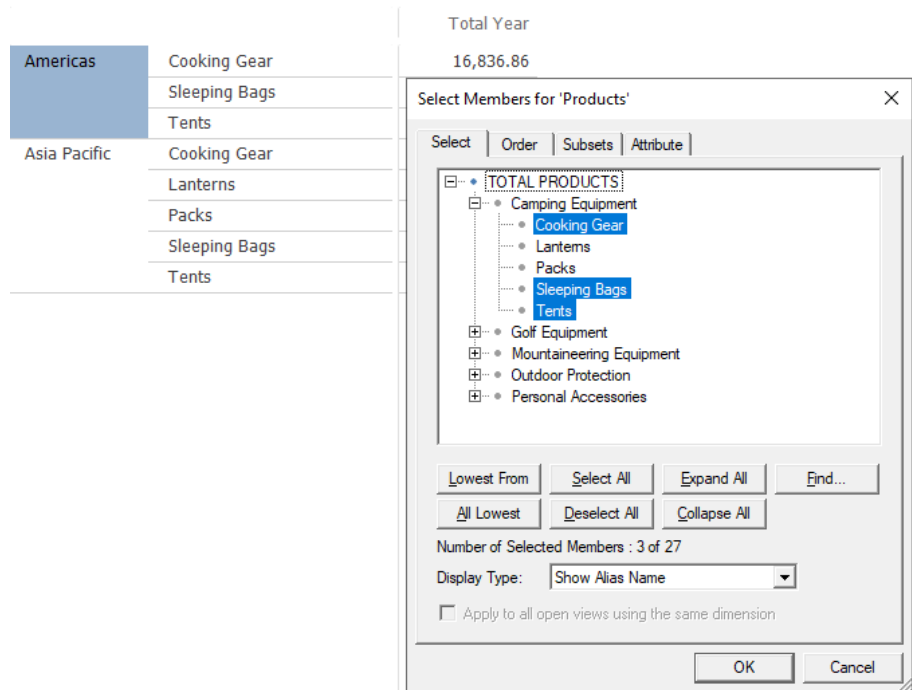 Total Year
Americas Cooking Gear 16,836.86
Sleeping Bags
Tents
Asia Pacific Cooking Gear
Lanterns
Packs
Sleeping Bags
Tents
Select Members for 'Products'
Select Order Subsets Attribute
TOTAL PRODUCTS
Camping Equipment
Cooking Gear
Lanterns
Packs
Sleeping Bags
Tents
Golf Equipment
Mountaineering Equipment
Outdoor Protection
Personal Accessories
Lowest From Select All Expand All Find...
All Lowest Deselect All Collapse All
Number of Selected Members : 3 of 27
Display Type: Show Alias Name
Apply to all open views using the same dimension
OK Cancel